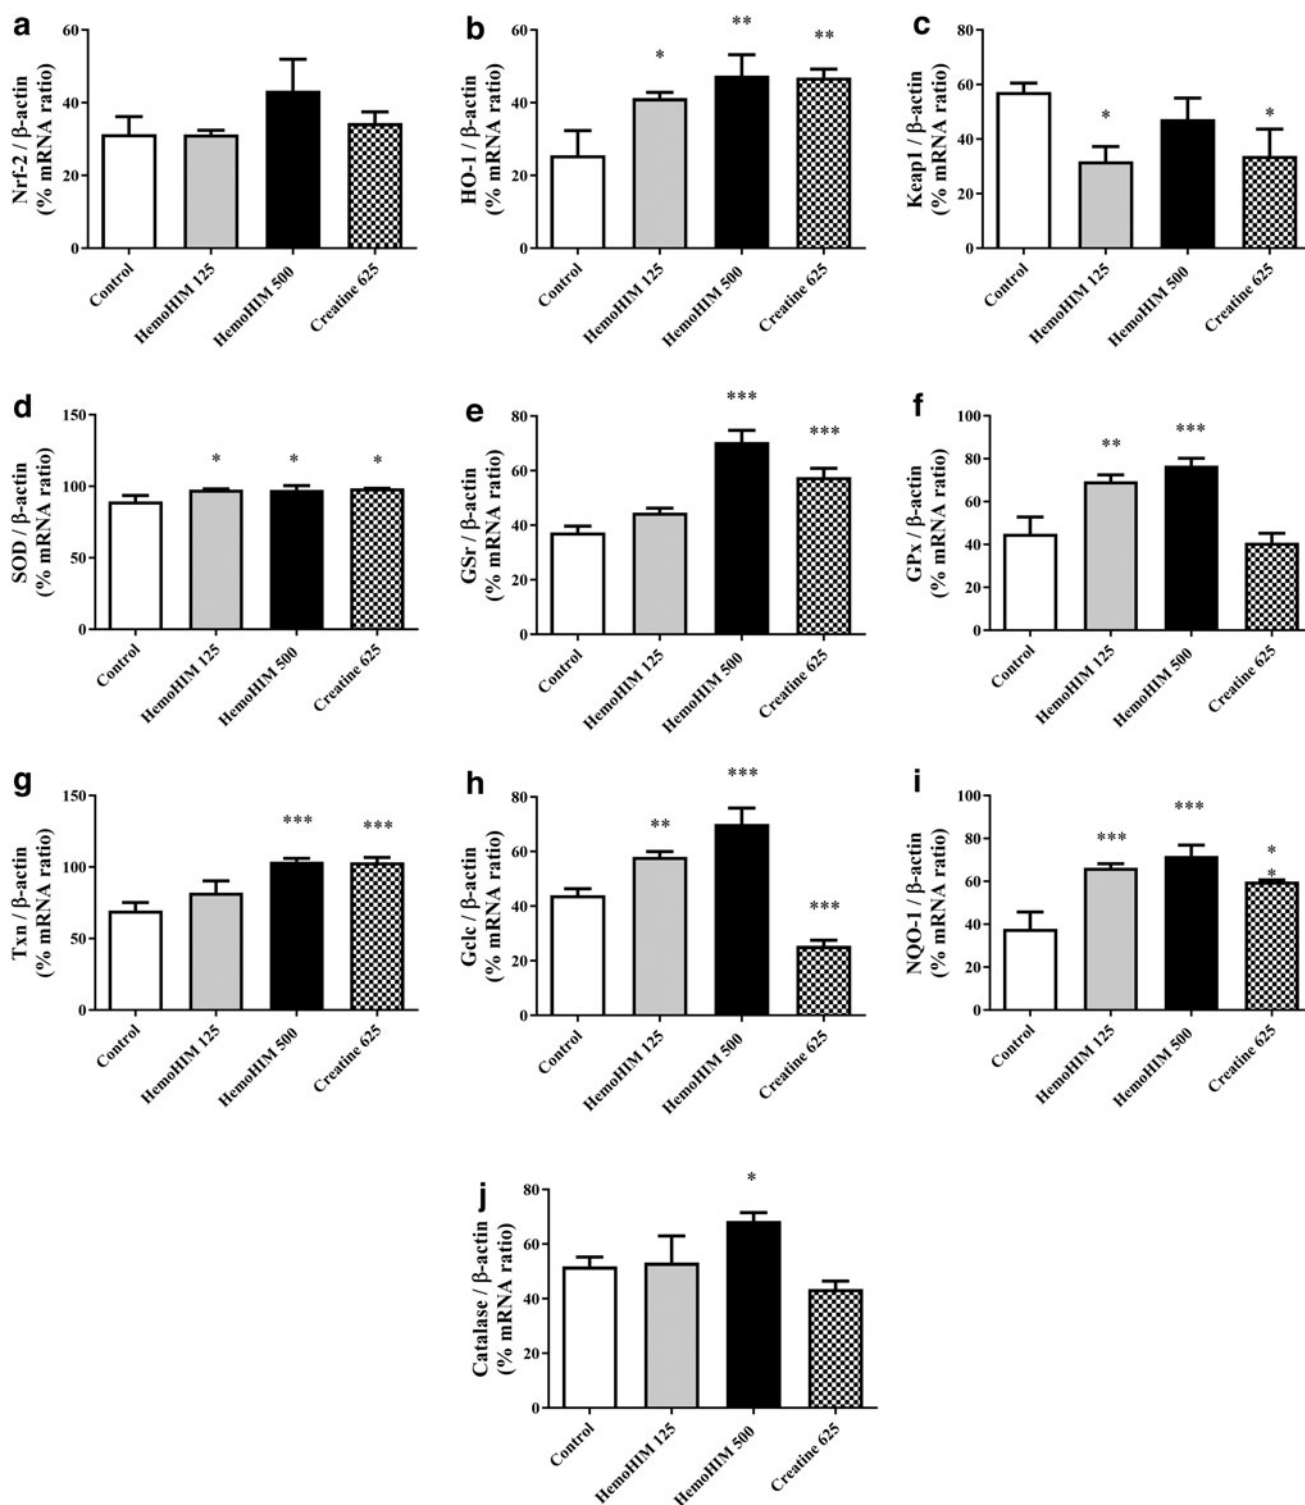 a
Nrf-2 / β-actin
(% mRNA ratio)
60
40
20
0
Control
HemoHIM 125
HemoHIM 500
Creatine 625
b
HO-1 / β-actin
(% mRNA ratio)
60
40
20
0
*
**
**
Control
HemoHIM 125
HemoHIM 500
Creatine 625
c
Keap1 / β-actin
(% mRNA ratio)
80
60
40
20
0
*
*
Control
HemoHIM 125
HemoHIM 500
Creatine 625
d
SOD / β-actin
(% mRNA ratio)
150
100
50
0
*
*
*
Control
HemoHIM 125
HemoHIM 500
Creatine 625
e
GSr / β-actin
(% mRNA ratio)
80
60
40
20
0
***
***
Control
HemoHIM 125
HemoHIM 500
Creatine 625
f
GPx / β-actin
(% mRNA ratio)
100
80
60
40
20
0
**
***
Control
HemoHIM 125
HemoHIM 500
Creatine 625
g
Txn / β-actin
(% mRNA ratio)
150
100
50
0
***
***
Control
HemoHIM 125
HemoHIM 500
Creatine 625
h
Gclc / β-actin
(% mRNA ratio)
80
60
40
20
0
**
***
***
Control
HemoHIM 125
HemoHIM 500
Creatine 625
i
NQO-1 / β-actin
(% mRNA ratio)
100
80
60
40
20
0
***
***
*
*
Control
HemoHIM 125
HemoHIM 500
Creatine 625
j
Catalase / β-actin
(% mRNA ratio)
80
60
40
20
0
*
Control
HemoHIM 125
HemoHIM 500
Creatine 625